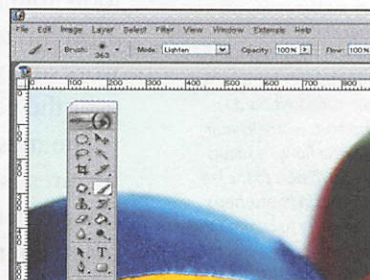 File Edit Image Layer Select Filter View Window Extensis Help
Brush: 363 Mode: Lighten Opacity: 100% Flow: 100%
0 100 200 300 400 500 600 700 800
T